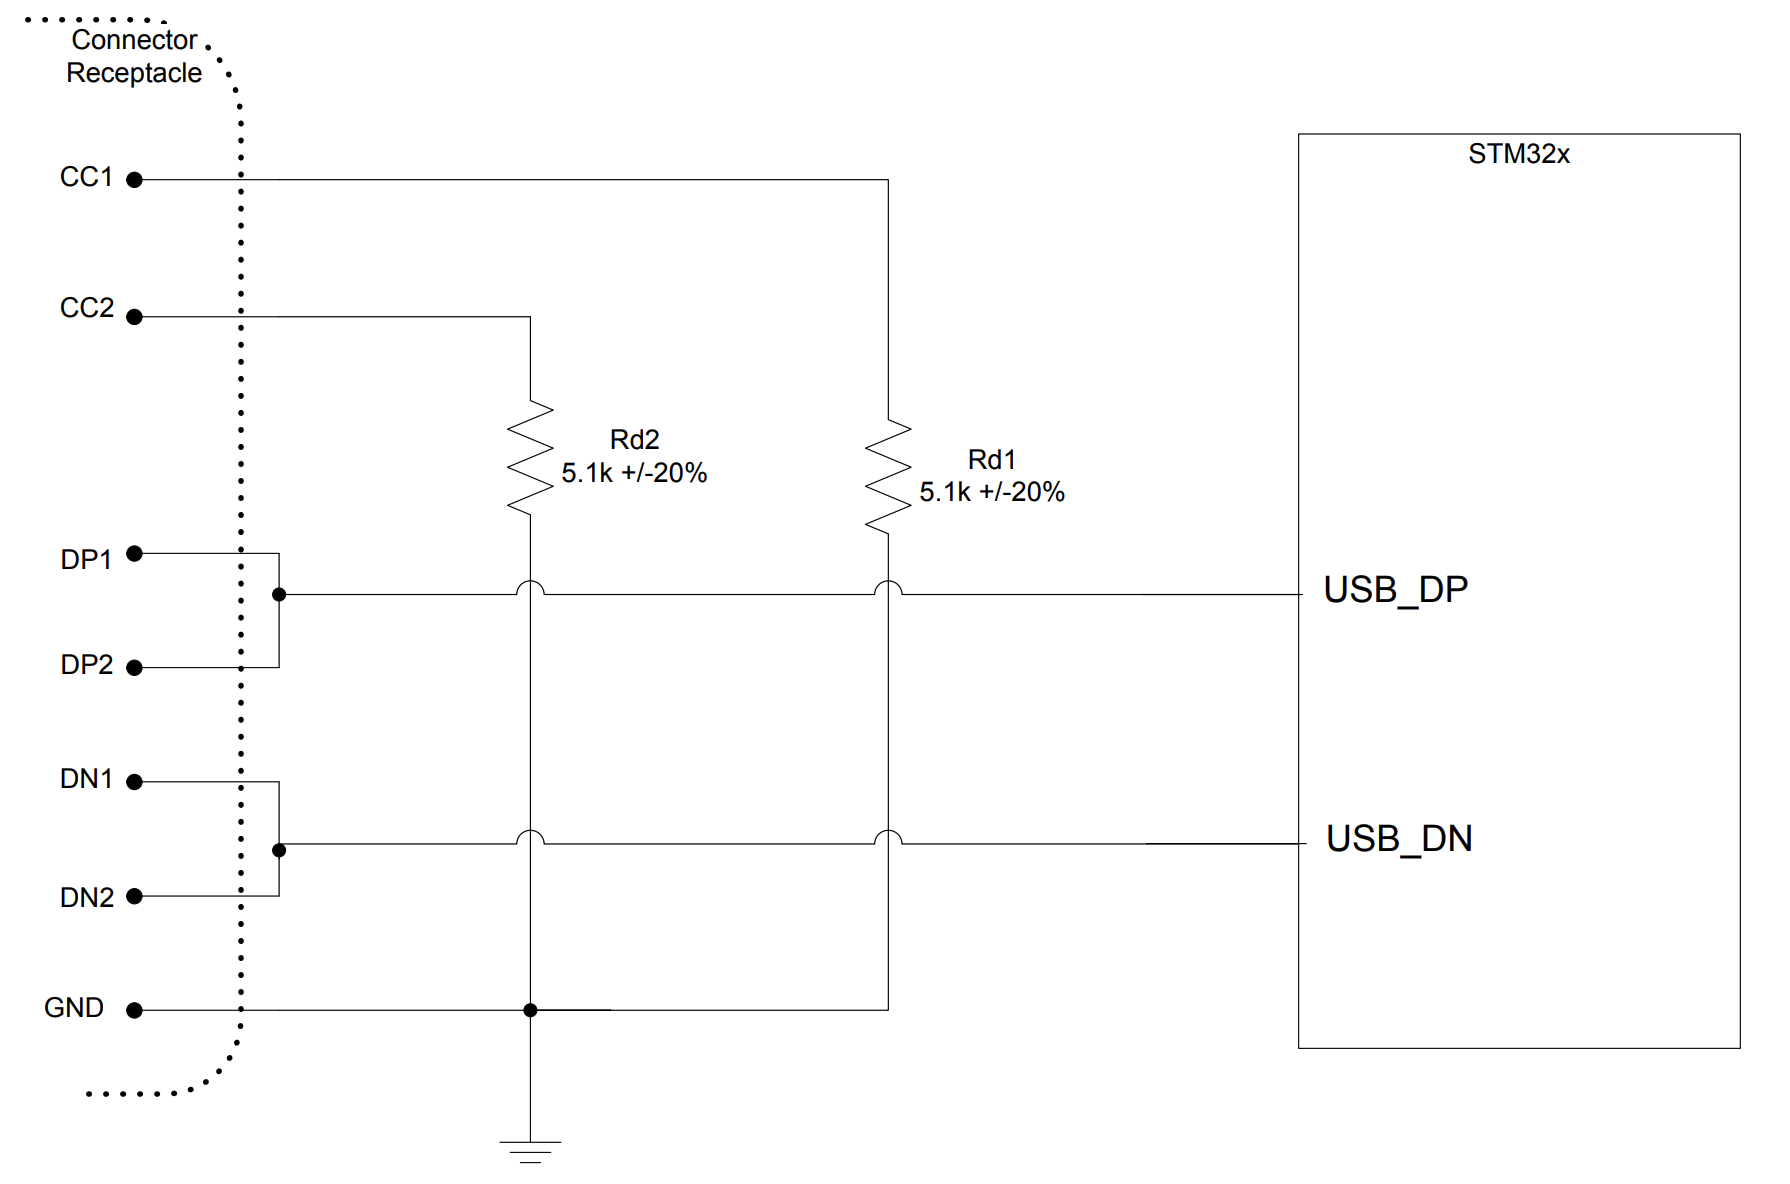 Connector
Receptacle
STM32x
CC1
CC2
Rd2
5.1k +/-20%
Rd1
5.1k +/-20%
DP1
USB_DP
DP2
DN1
USB_DN
DN2
GND